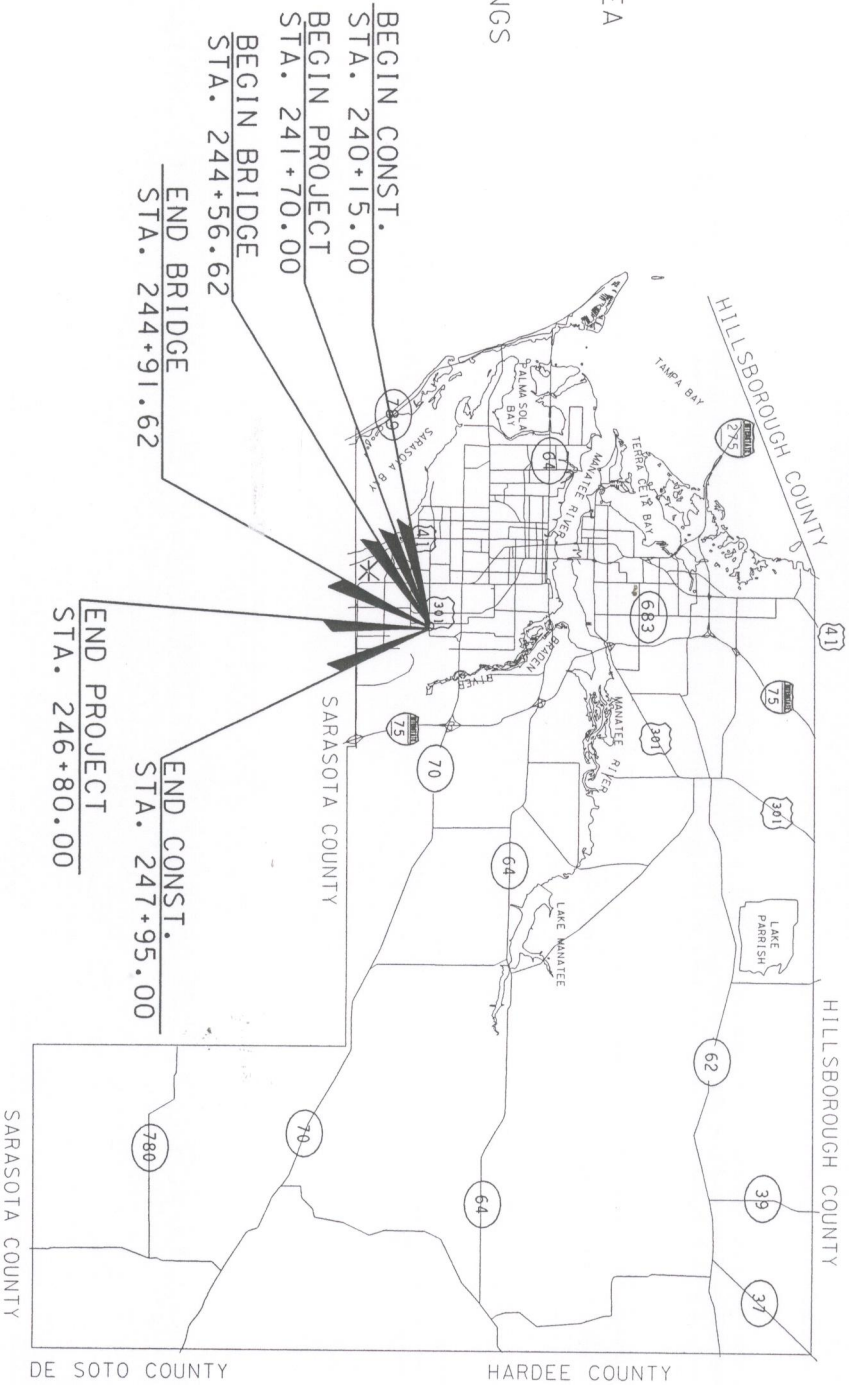 EA
NGS
BEGIN CONST.
STA. 240+15.00
BEGIN PROJECT
STA. 241+70.00
BEGIN BRIDGE
STA. 244+56.62
END BRIDGE
STA. 244+91.62
END PROJECT
STA. 246+80.00
END CONST.
STA. 247+95.00
HILLSBOROUGH COUNTY
TAMPA BAY
INTERSTATE
275
TERRA CEIA BAY
MANATEE RIVER
PALMA SOLA
BAY
64
789
SARASOTA BAY
41
301
683
41
INTERSTATE
75
301
MANATEE RIVER
BRADEN
RIVER
INTERSTATE
75
70
SARASOTA COUNTY
301
LAKE
PARRISH
64
LAKE MANATEE
HILLSBOROUGH COUNTY
62
39
37
64
70
780
SARASOTA COUNTY
DE SOTO COUNTY
HARDEE COUNTY